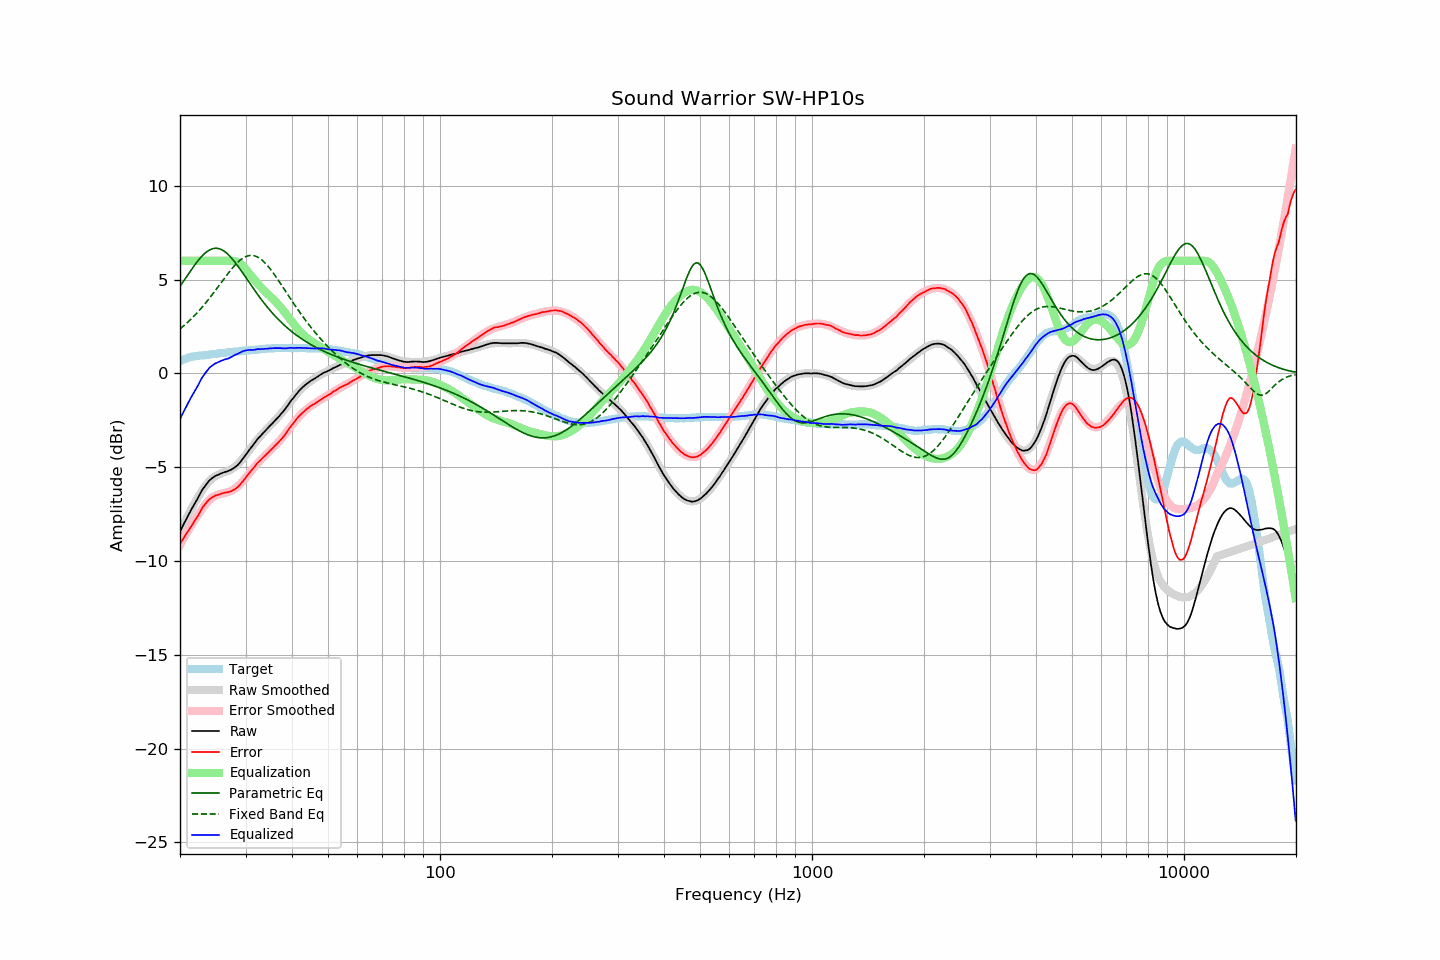 Sound Warrior SW-HP10s
10
5
0
−5
−10
−15
−20
−25
Amplitude (dBr)
Target
Raw Smoothed
Error Smoothed
Raw
Error
Equalization
Parametric Eq
Fixed Band Eq
Equalized
100 1000 10000
Frequency (Hz)